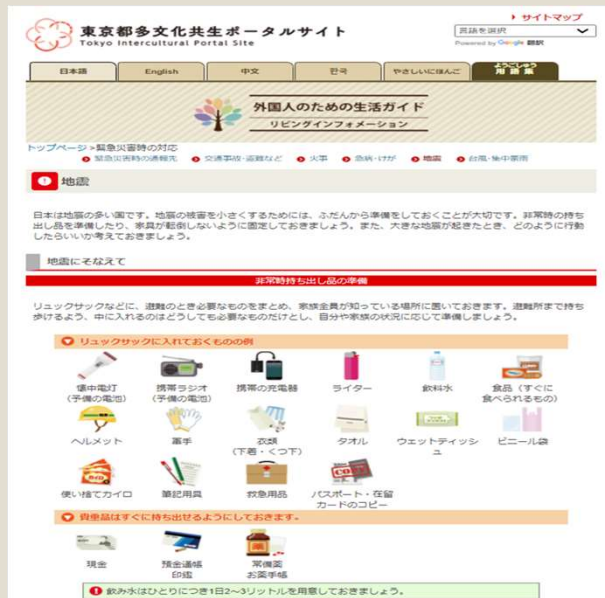 サイトマップ
東京都多文化共生ポータルサイト
Tokyo Intercultural Portal Site
言語を選択
Powered by Google 翻訳
日本語
English
中文
한국
やさしいにほんご
ようごしゅう
用語集
外国人のための生活ガイド
リビングインフォメーション
トップページ>緊急災害時の対応
緊急災害時の連絡先 交通事故・盗難など 火事 急病・けが 地震 台風・集中豪雨
地震
日本は地震の多い国です。地震の被害を小さくするためには、ふだんから準備をしておくことが大切です。非常時の持ち
出し品を準備したり、家具が転倒しないように固定しておきましょう。また、大きな地震が起きたとき、どのように行動
したらいいか考えておきましょう。
地震にそなえて
非常時持ち出し品の準備
リュックサックなどに、避難のとき必要なものをまとめ、家族全員が知っている場所に置いておきます。避難所まで持ち
歩けるよう、中に入れるのはどうしても必要なものだけとし、自分や家族の状況に応じて準備しましょう。
リュックサックに入れておくものの例
懐中電灯
(予備の電池)
携帯ラジオ
(予備の電池)
携帯の充電器
ライター
飲料水
食品(すぐに
食べられるもの)
ヘルメット
軍手
衣類
(下着・くつ下)
タオル
ウェットティッシ
ュ
ビニール袋
使い捨てカイロ
筆記用具
救急用品
パスポート・在留
カードのコピー
COPY
貴重品はすぐに持ち出せるようにしておきます。
現金
預金通帳
印鑑
常備薬
お薬手帳
飲み水はひとりにつき1日2~3リットルを用意しておきましょう。